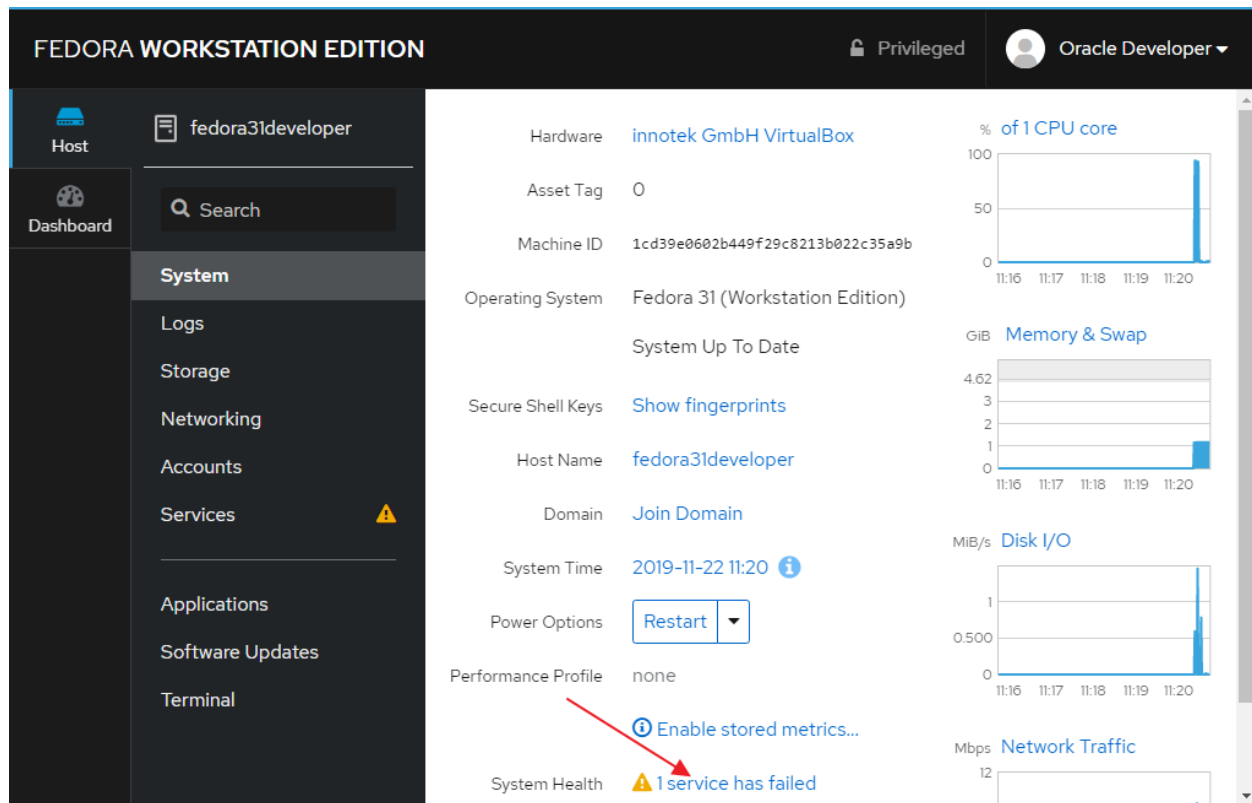 FEDORA WORKSTATION EDITION
Privileged
Oracle Developer
Host
Dashboard
fedora31developer
Search
System
Logs
Storage
Networking
Accounts
Services
Applications
Software Updates
Terminal
Hardware innotek GmbH VirtualBox
Asset Tag 0
Machine ID 1cd39e0602b449f29c8213b022c35a9b
Operating System Fedora 31 (Workstation Edition)
System Up To Date
Secure Shell Keys Show fingerprints
Host Name fedora31developer
Domain Join Domain
System Time 2019-11-22 11:20
Power Options Restart
Performance Profile none
Enable stored metrics...
System Health 1 service has failed
% of 1 CPU core
100
50
0
11:16 11:17 11:18 11:19 11:20
GiB Memory & Swap
4.62
3
2
1
0
11:16 11:17 11:18 11:19 11:20
MiB/s Disk I/O
1
0.500
0
11:16 11:17 11:18 11:19 11:20
Mbps Network Traffic
12